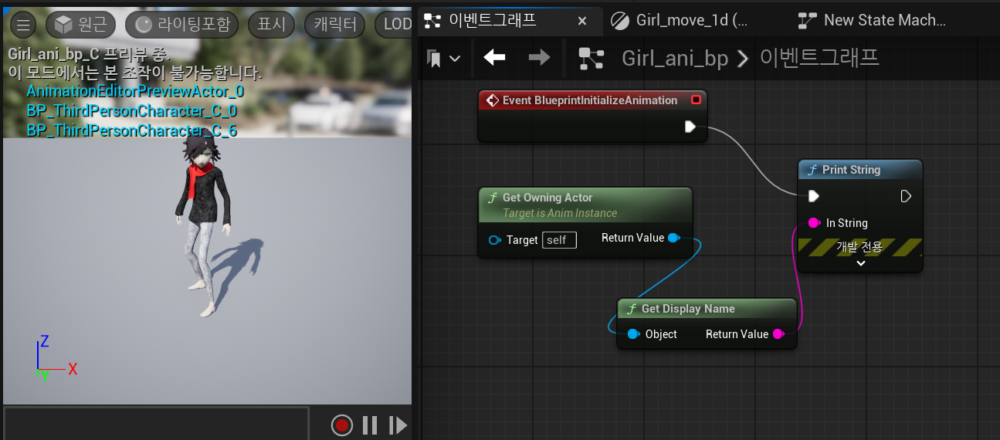 원근
라이팅포함
표시
캐릭터
LOD
Girl_ani_bp_C 프리뷰 중.
이 모드에서는 본 조작이 불가능합니다.
AnimationEditorPreviewActor_0
BP_ThirdPersonCharacter_C_0
BP_ThirdPersonCharacter_C_6
Z
X
Y
이벤트그래프
Girl_move_1d (...
New State Mach...
Girl_ani_bp > 이벤트그래프
Event BlueprintInitializeAnimation
Print String
In String
개발 전용
f Get Owning Actor
Target is Anim Instance
Target self Return Value
f Get Display Name
Object Return Value